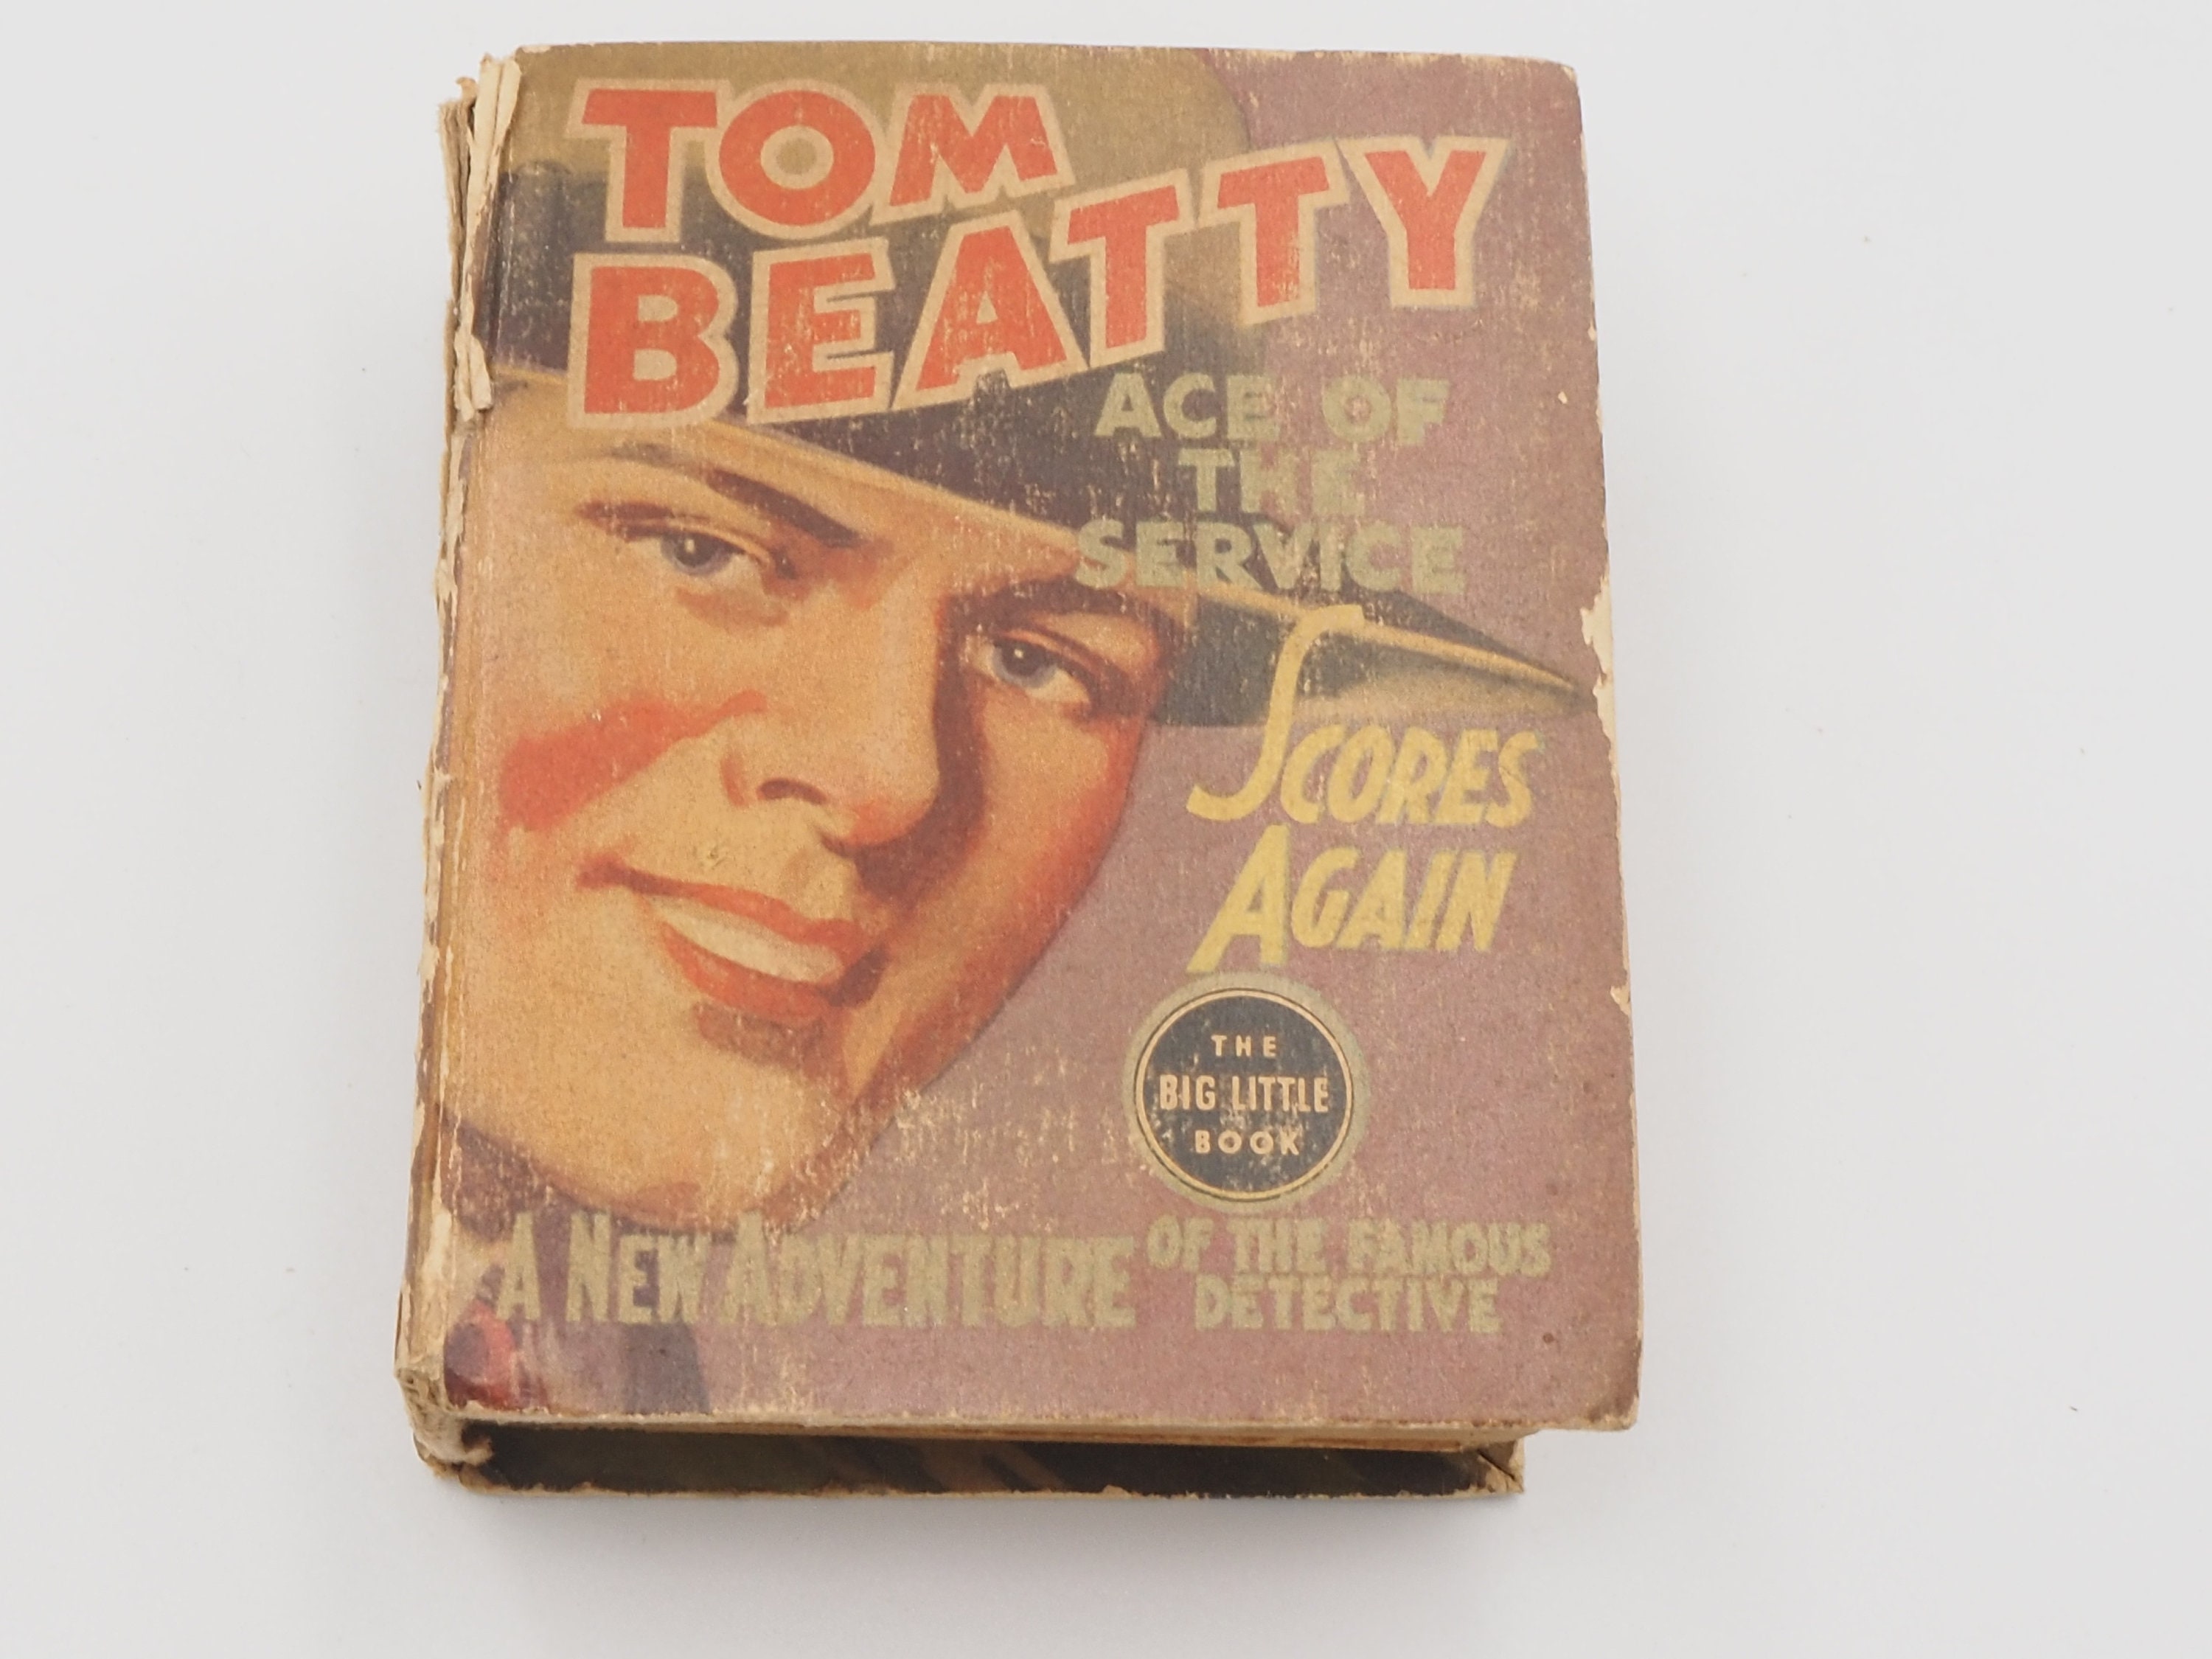 TOM
BEATTY
ACE OF
THE
SERVICE
SCORES
AGAIN
THE
BIG LITTLE
BOOK
A NEW ADVENTURE OF THE FAMOUS
DETECTIVE